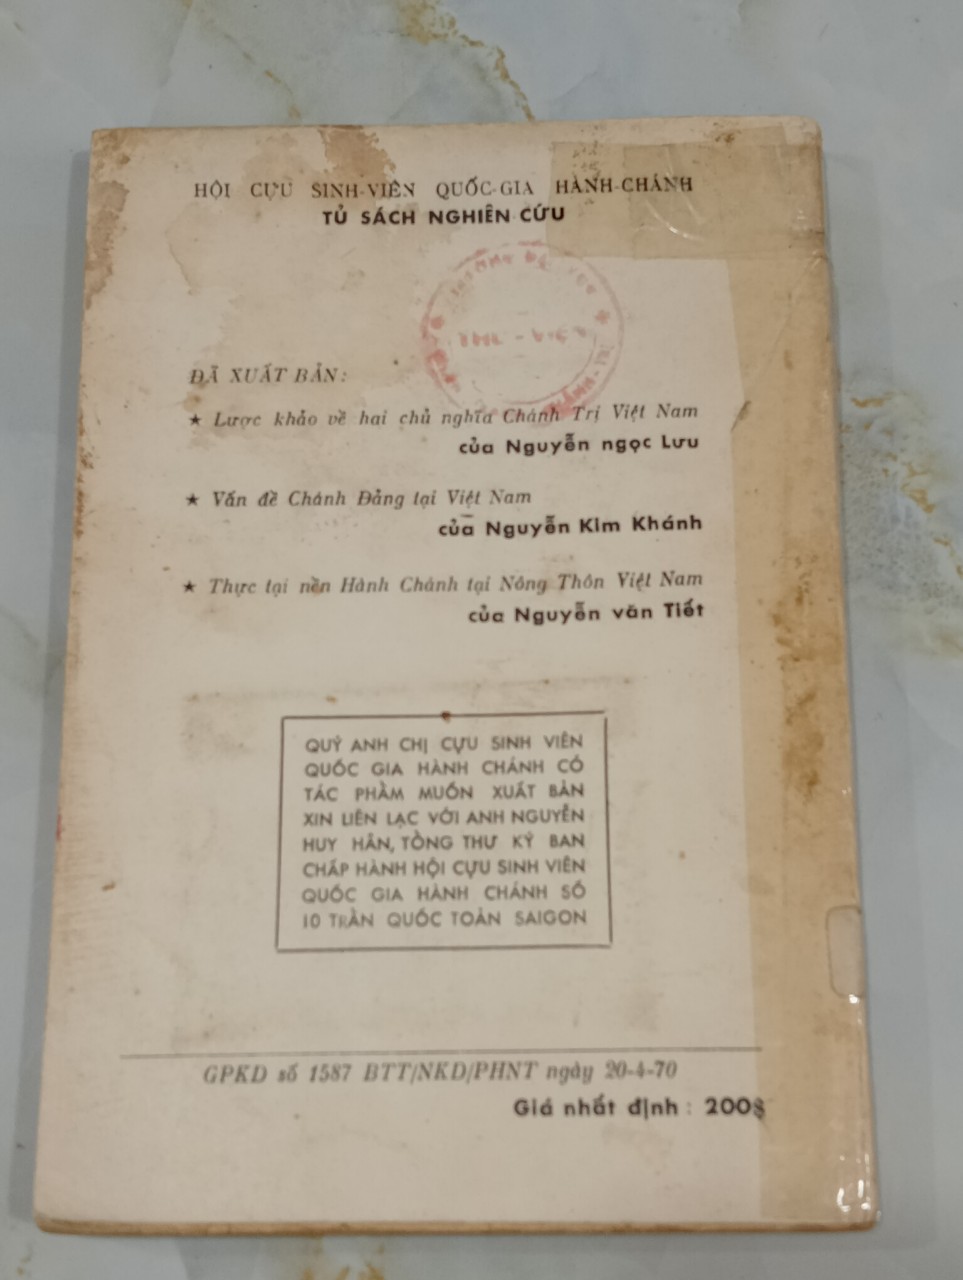 HỘI CỰU SINH-VIÊN QUỐC-GIA HÀNH-CHÁNH
TỦ SÁCH NGHIÊN CỨU
ĐÃ XUẤT BẢN:
★ Lược khảo về hai chủ nghĩa Chánh Trị Việt Nam
của Nguyễn ngọc Lưu
★ Vấn đề Chánh Đảng tại Việt Nam
của Nguyễn Kim Khánh
★ Thực tại nền Hành Chánh tại Nông Thôn Việt Nam
của Nguyễn văn Tiết
QUÝ ANH CHỊ CỰU SINH VIÊN
QUỐC GIA HÀNH CHÁNH CÓ
TÁC PHẨM MUỐN XUẤT BẢN
XIN LIÊN LẠC VỚI ANH NGUYỄN
HUY HÂN, TỔNG THƯ KÝ BAN
CHẤP HÀNH HỘI CỰU SINH VIÊN
QUỐC GIA HÀNH CHÁNH SỐ
10 TRẦN QUỐC TOẢN SAIGON
GPKD số 1587 BTT/NKD/PHNT ngày 20-4-70
Giá nhất định : 200$